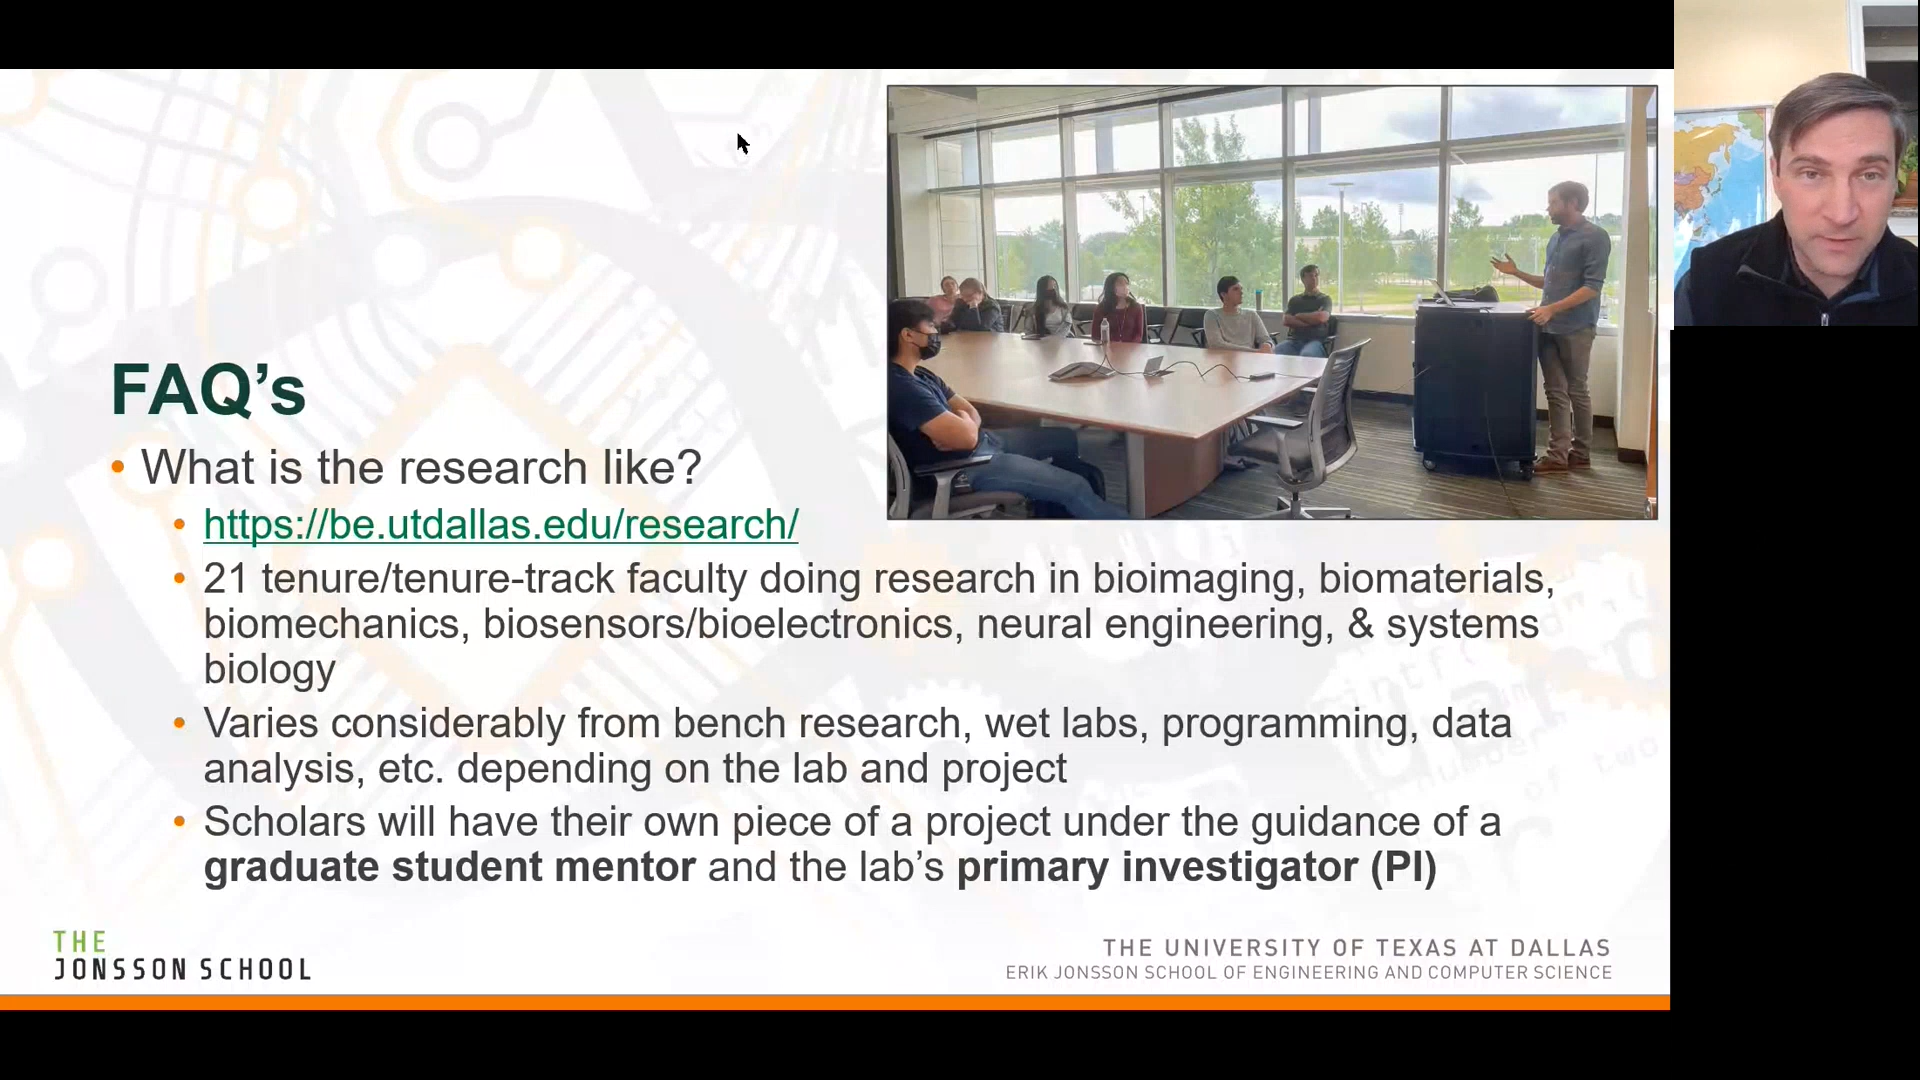 FAQ’s
• What is the research like?
• https://be.utdallas.edu/research/
• 21 tenure/tenure-track faculty doing research in bioimaging, biomaterials,
biomechanics, biosensors/bioelectronics, neural engineering, & systems
biology
• Varies considerably from bench research, wet labs, programming, data
analysis, etc. depending on the lab and project
• Scholars will have their own piece of a project under the guidance of a
graduate student mentor and the lab’s primary investigator (PI)
THE
JONSSON SCHOOL
THE UNIVERSITY OF TEXAS AT DALLAS
ERIK JONSSON SCHOOL OF ENGINEERING AND COMPUTER SCIENCE